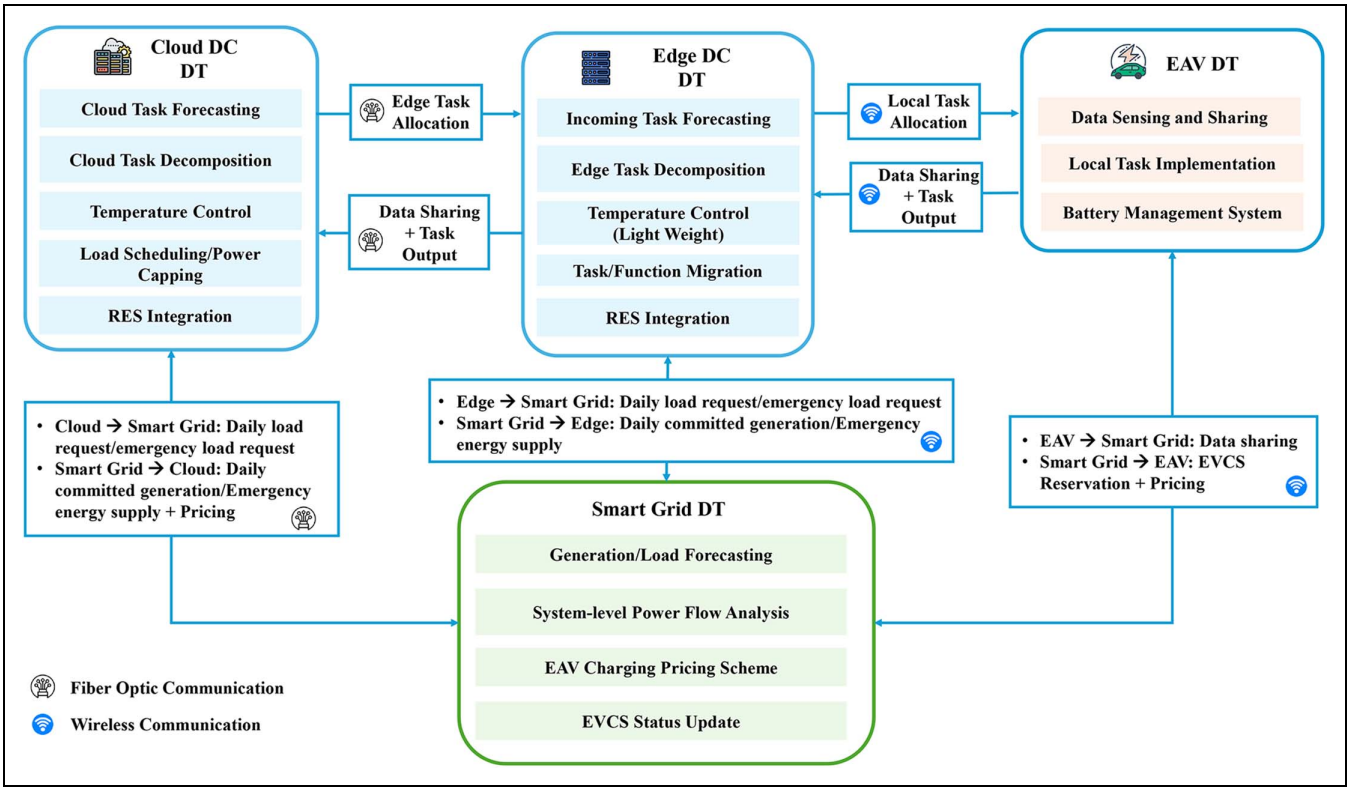 Cloud DC
DT
Cloud Task Forecasting
Cloud Task Decomposition
Temperature Control
Load Scheduling/Power
Capping
RES Integration
Edge Task
Allocation
Data Sharing
+ Task
Output
Edge DC
DT
Incoming Task Forecasting
Edge Task Decomposition
Temperature Control
(Light Weight)
Task/Function Migration
RES Integration
Local Task
Allocation
Data Sharing
+ Task
Output
EAV DT
Data Sensing and Sharing
Local Task Implementation
Battery Management System
• Cloud → Smart Grid: Daily load
request/emergency load request
• Smart Grid → Cloud: Daily
committed generation/Emergency
energy supply + Pricing
• Edge → Smart Grid: Daily load request/emergency load request
• Smart Grid → Edge: Daily committed generation/Emergency
energy supply
• EAV → Smart Grid: Data sharing
• Smart Grid → EAV: EVCS
Reservation + Pricing
Smart Grid DT
Generation/Load Forecasting
System-level Power Flow Analysis
EAV Charging Pricing Scheme
EVCS Status Update
Fiber Optic Communication
Wireless Communication